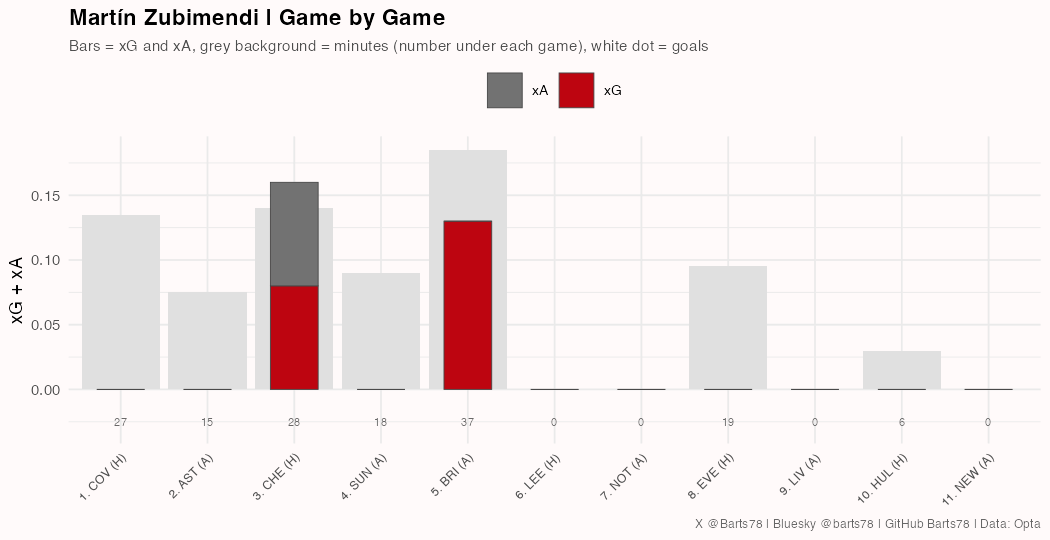 Martín Zubimendi | Game by Game
Bars = xG and xA, grey background = minutes (number under each game), white dot = goals
xA
xG
xG + xA
0.15
0.10
0.05
0.00
27 15 28 18 37 0 0 19 0 6 0
1. COV (H)
2. AST (A)
3. CHE (H)
4. SUN (A)
5. BRI (A)
6. LEE (H)
7. NOT (A)
8. EVE (H)
9. LIV (A)
10. HUL (H)
11. NEW (A)
X @Barts78 | Bluesky @barts78 | GitHub Barts78 | Data: Opta